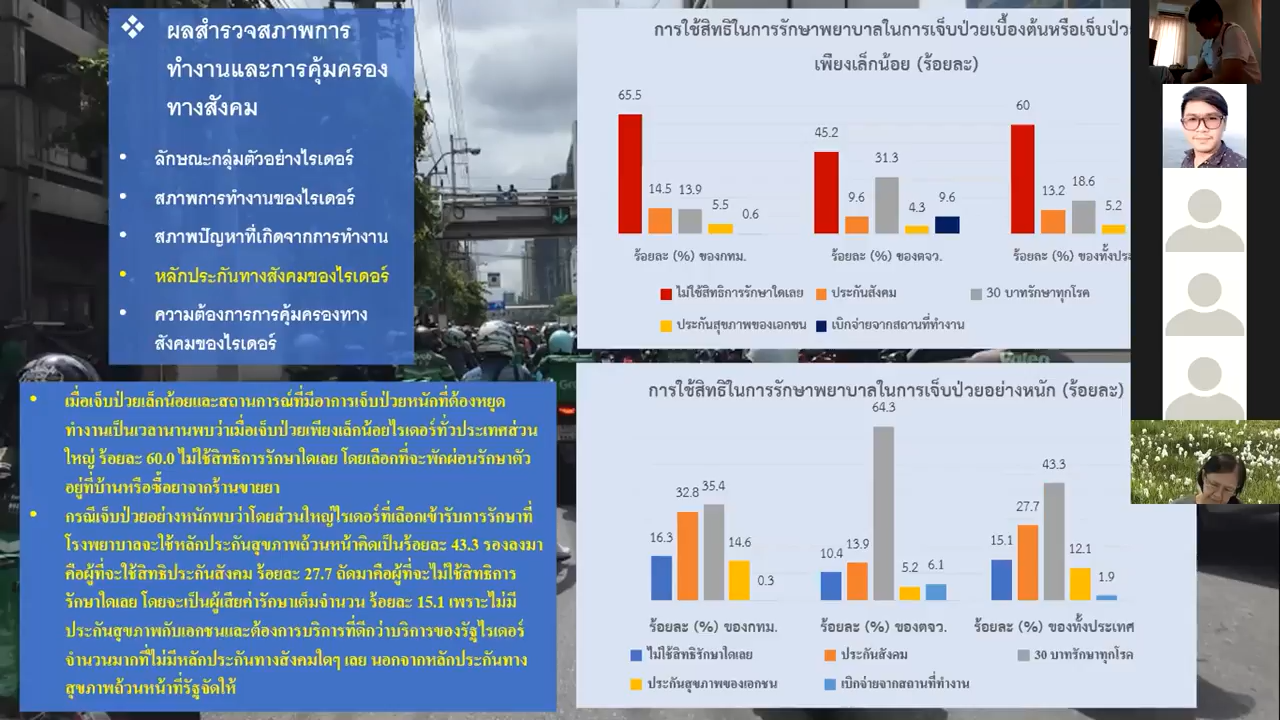 ผลสำรวจสภาพการ
ทำงานและการคุ้มครอง
ทางสังคม
ลักษณะกลุ่มตัวอย่างไรเดอร์
สภาพการทำงานของไรเดอร์
สภาพปัญหาที่เกิดจากการทำงาน
หลักประกันทางสังคมของไรเดอร์
ความต้องการการคุ้มครองทาง
สังคมของไรเดอร์
เมื่อเจ็บป่วยเล็กน้อยและสถานการณ์ที่มีอาการเจ็บป่วยหนักที่ต้องหยุด
ทำงานเป็นเวลานานพบว่าเมื่อเจ็บป่วยเพียงเล็กน้อยไรเดอร์ทั่วประเทศส่วน
ใหญ่ ร้อยละ 60.0 ไม่ใช้สิทธิการรักษาใดเลย โดยเลือกที่จะพักผ่อนรักษาตัว
อยู่ที่บ้านหรือซื้อยาจากร้านขายยา
กรณีเจ็บป่วยอย่างหนักพบว่าโดยส่วนใหญ่ไรเดอร์ที่เลือกเข้ารับการรักษาที่
โรงพยาบาลจะใช้หลักประกันสุขภาพถ้วนหน้าคิดเป็นร้อยละ 43.3 รองลงมา
คือผู้ที่จะใช้สิทธิประกันสังคม ร้อยละ 27.7 ถัดมาคือผู้ที่จะไม่ใช้สิทธิการ
รักษาใดเลย โดยจะเป็นผู้เสียค่ารักษาเต็มจำนวน ร้อยละ 15.1 เพราะไม่มี
ประกันสุขภาพกับเอกชนและต้องการบริการที่ดีกว่าบริการของรัฐไรเดอร์
จำนวนมากที่ไม่มีหลักประกันทางสังคมใดๆ เลย นอกจากหลักประกันทาง
สุขภาพถ้วนหน้าที่รัฐจัดให้
การใช้สิทธิในการรักษาพยาบาลในการเจ็บป่วยเบื้องต้นหรือเจ็บป่วย
เพียงเล็กน้อย (ร้อยละ)
65.5 14.5 13.9 5.5 0.6 45.2 9.6 31.3 4.3 9.6 60 13.2 18.6 5.2
ร้อยละ (%) ของกทม. ร้อยละ (%) ของตจว. ร้อยละ (%) ของทั้งประ
ไม่ใช้สิทธิการรักษาใดเลย ประกันสังคม 30 บาทรักษาทุกโรค
ประกันสุขภาพของเอกชน เบิกจ่ายจากสถานที่ทำงาน
การใช้สิทธิในการรักษาพยาบาลในการเจ็บป่วยอย่างหนัก (ร้อยละ)
16.3 32.8 35.4 14.6 0.3 10.4 13.9 64.3 5.2 6.1 15.1 27.7 43.3 12.1 1.9
ร้อยละ (%) ของกทม. ร้อยละ (%) ของตจว. ร้อยละ (%) ของทั้งประเทศ
ไม่ใช้สิทธิรักษาใดเลย ประกันสังคม 30 บาทรักษาทุกโรค
ประกันสุขภาพของเอกชน เบิกจ่ายจากสถานที่ทำงาน